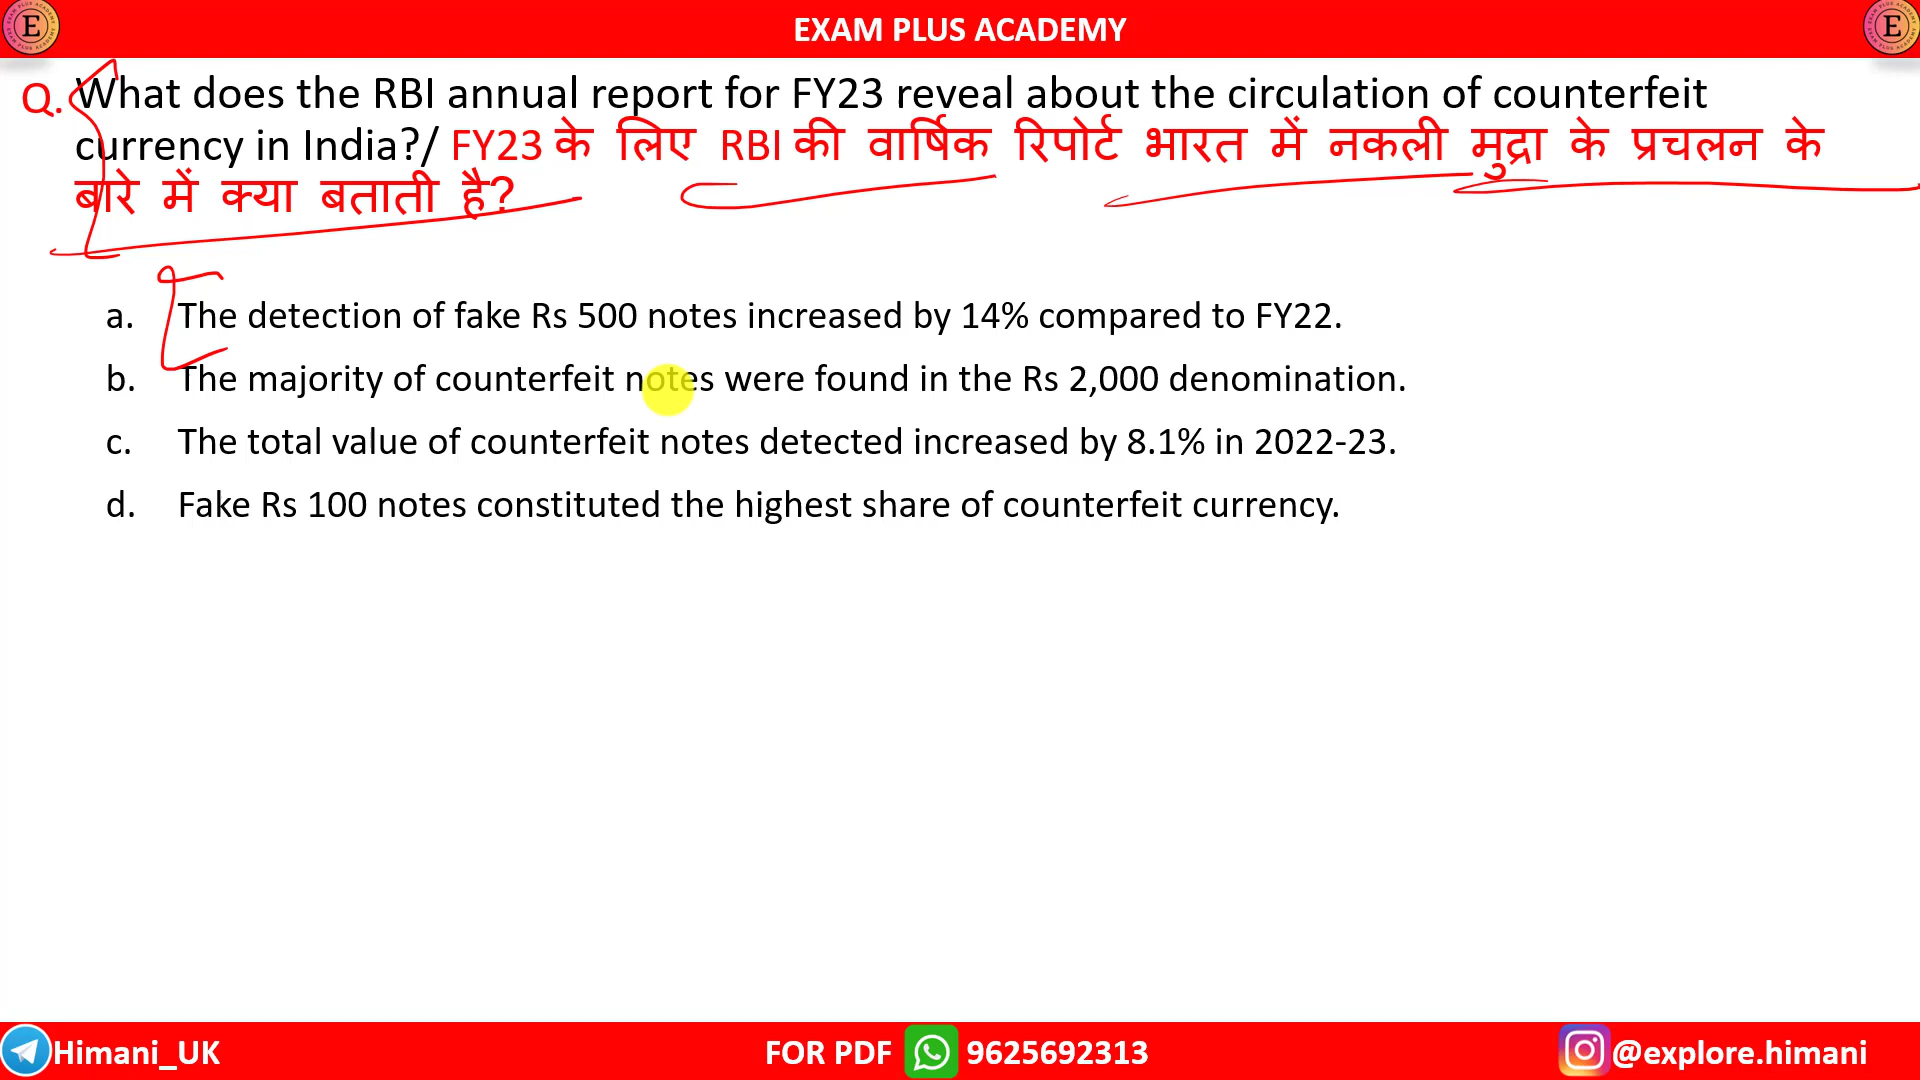 EXAM PLUS ACADEMY
Q. What does the RBI annual report for FY23 reveal about the circulation of counterfeit
currency in India?/ FY23 के लिए RBI की वार्षिक रिपोर्ट भारत में नकली मुद्रा के प्रचलन के
बारे में क्या बताती है?
a. The detection of fake Rs 500 notes increased by 14% compared to FY22.
b. The majority of counterfeit notes were found in the Rs 2,000 denomination.
c. The total value of counterfeit notes detected increased by 8.1% in 2022-23.
d. Fake Rs 100 notes constituted the highest share of counterfeit currency.
Himani_UK FOR PDF 9625692313 @explore.himani